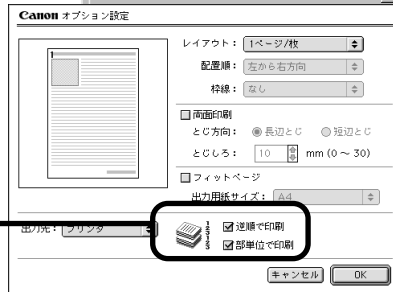 Canon オプション設定
レイアウト： 1ページ/枚
配置順： 左から右方向
枠線： なし
両面印刷
とじ方向： 長辺とじ 短辺とじ
とじしろ： 10 mm (0 ～ 30)
フィットページ
出力用紙サイズ： A4
出力先： プリンタ
逆順で印刷
部単位で印刷
キャンセル OK